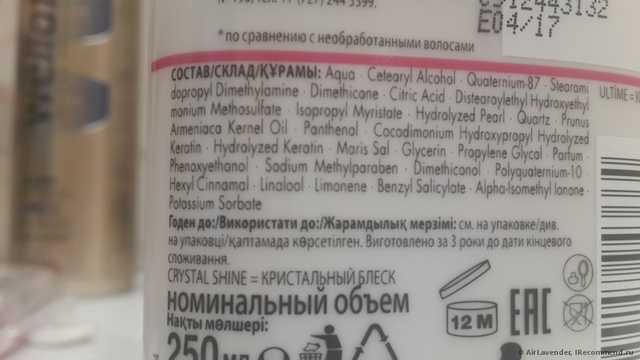 *по сравнению с необработанными волосами
E04/17
СОСТАВ/СКЛАД/ҚҰРАМЫ: Aqua · Cetearyl Alcohol · Quaternium-87 · Stearami
dopropyl Dimethylamine · Dimethicone · Citric Acid · Distearoylethyl Hydroxyethyl
monium Methosulfate · Isopropyl Myristate · Hydrolyzed Pearl · Quartz · Prunus
Armeniaca Kernel Oil · Panthenol · Cocodimonium Hydroxypropyl Hydrolyzed
Keratin · Hydrolyzed Keratin · Maris Sal · Glycerin · Propylene Glycol · Parfum ·
Phenoxyethanol · Sodium Methylparaben · Dimethiconol · Polyquaternium-10 ·
Hexyl Cinnamal · Linalool · Limonene · Benzyl Salicylate · Alpha-Isomethyl Ionone ·
Potassium Sorbate
Годен до:/Використати до:/Жарамдылық мерзімі: см. на упаковке/див.
на упаковці/қаптамада көрсетілген. Виготовлено за 3 роки до дати кінцевого
споживання.
CRYSTAL SHINE = КРИСТАЛЬНЫЙ БЛЕСК
НОМИНАЛЬНЫЙ объем
Нақты мөлшері:
250 мл
12 M
EAC
ULTIME =
wella
© AirLavender, IRecommend.ru